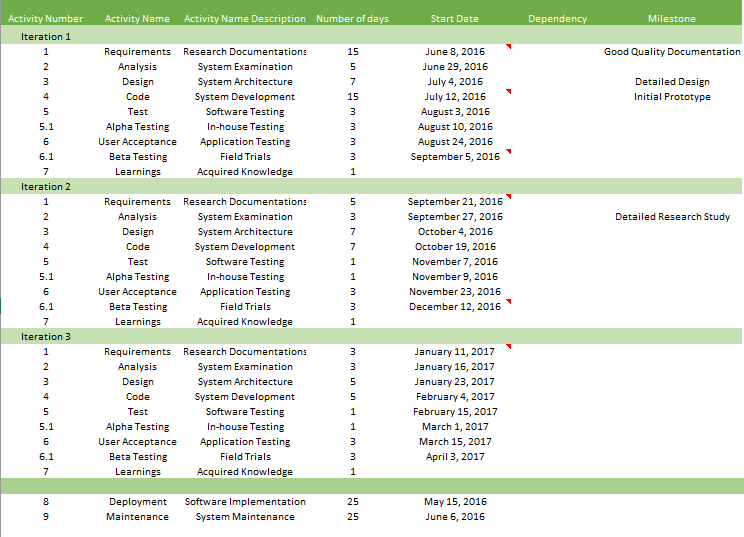 Activity Number Activity Name Activity Name Description Number of days Start Date Dependency Milestone
Iteration 1
1 Requirements Research Documentations 15 June 8, 2016 Good Quality Documentation
2 Analysis System Examination 5 June 29, 2016
3 Design System Architecture 7 July 4, 2016 Detailed Design
4 Code System Development 15 July 12, 2016 Initial Prototype
5 Test Software Testing 3 August 3, 2016
5.1 Alpha Testing In-house Testing 3 August 10, 2016
6 User Acceptance Application Testing 3 August 24, 2016
6.1 Beta Testing Field Trials 3 September 5, 2016
7 Learnings Acquired Knowledge 1
Iteration 2
1 Requirements Research Documentations 5 September 21, 2016
2 Analysis System Examination 3 September 27, 2016 Detailed Research Study
3 Design System Architecture 7 October 4, 2016
4 Code System Development 7 October 19, 2016
5 Test Software Testing 1 November 7, 2016
5.1 Alpha Testing In-house Testing 1 November 9, 2016
6 User Acceptance Application Testing 3 November 23, 2016
6.1 Beta Testing Field Trials 3 December 12, 2016
7 Learnings Acquired Knowledge 1
Iteration 3
1 Requirements Research Documentations 3 January 11, 2017
2 Analysis System Examination 3 January 16, 2017
3 Design System Architecture 5 January 23, 2017
4 Code System Development 5 February 4, 2017
5 Test Software Testing 1 February 15, 2017
5.1 Alpha Testing In-house Testing 1 March 1, 2017
6 User Acceptance Application Testing 3 March 15, 2017
6.1 Beta Testing Field Trials 3 April 3, 2017
7 Learnings Acquired Knowledge 1
8 Deployment Software Implementation 25 May 15, 2016
9 Maintenance System Maintenance 25 June 6, 2016